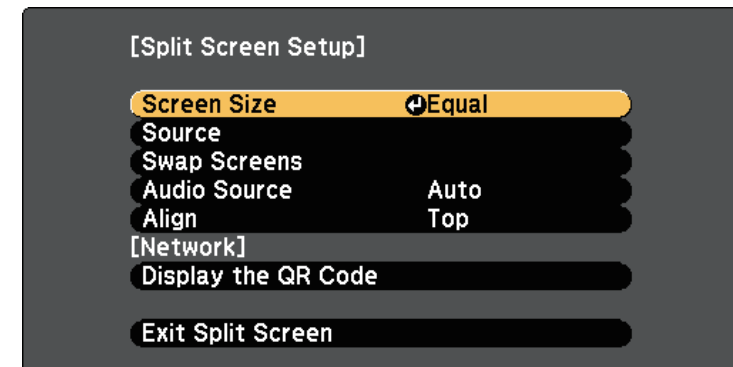 [Split Screen Setup]
Screen Size Equal
Source
Swap Screens
Audio Source Auto
Align Top
[Network]
Display the QR Code
Exit Split Screen